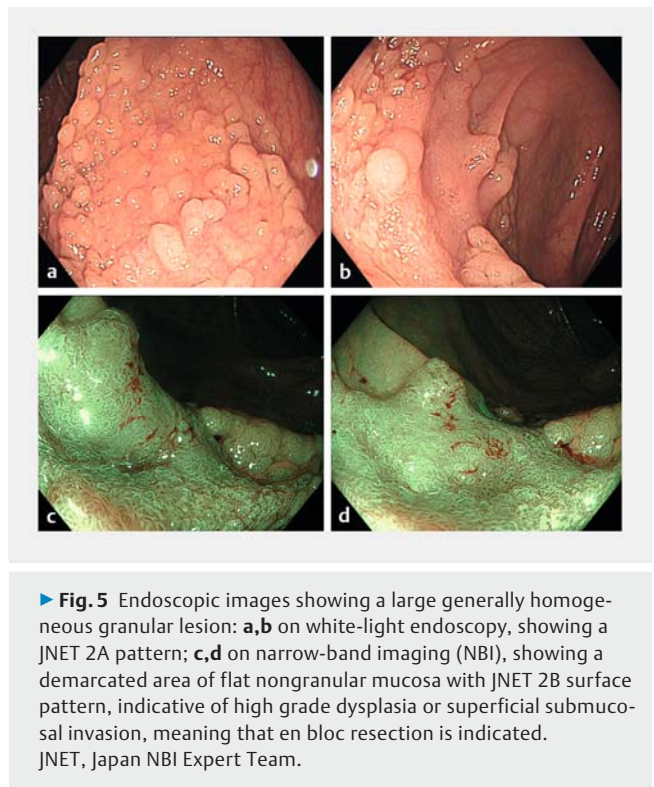 a
b
c
d
▶ Fig. 5 Endoscopic images showing a large generally homoge-
neous granular lesion: a,b on white-light endoscopy, showing a
JNET 2A pattern; c,d on narrow-band imaging (NBI), showing a
demarcated area of flat nongranular mucosa with JNET 2B surface
pattern, indicative of high grade dysplasia or superficial submuco-
sal invasion, meaning that en bloc resection is indicated.
JNET, Japan NBI Expert Team.